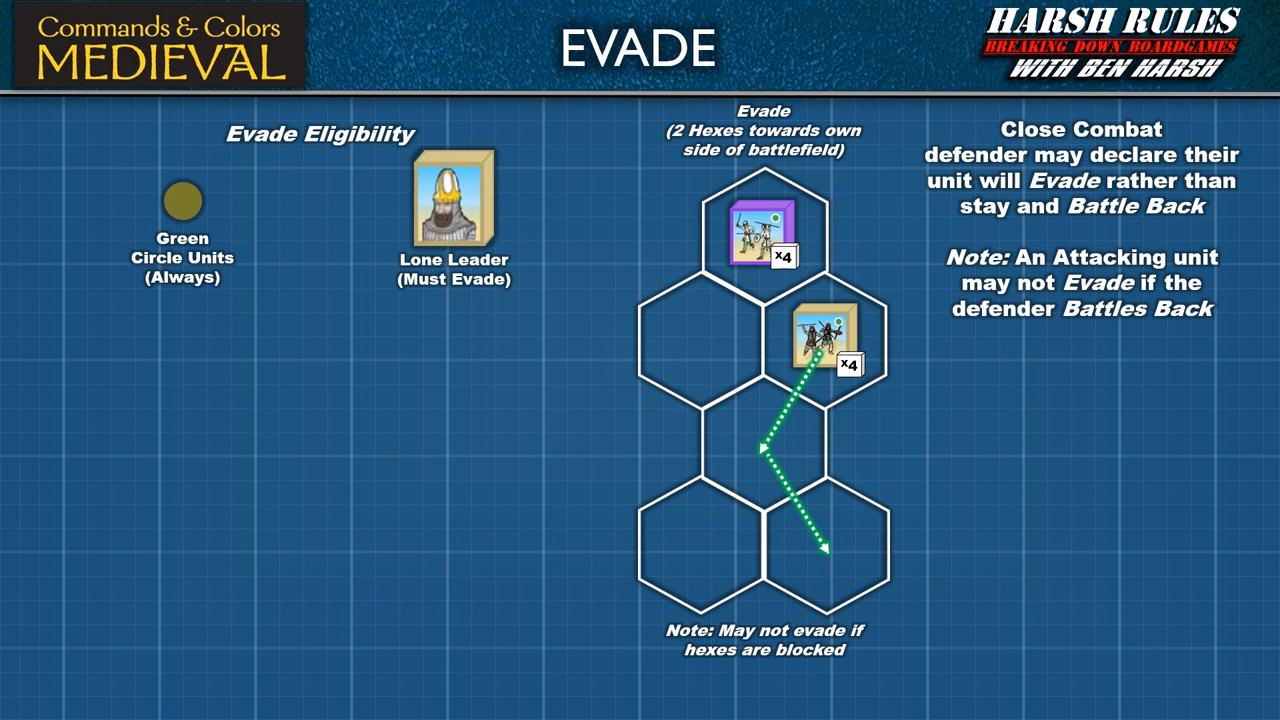 Commands & Colors
MEDIEVAL
EVADE
HARSH RULES
BREAKING DOWN BOARDGAMES
WITH BEN HARSH
Evade Eligibility
Green
Circle Units
(Always)
Lone Leader
(Must Evade)
Evade
(2 Hexes towards own
side of battlefield)
x4
x4
Note: May not evade if
hexes are blocked
Close Combat
defender may declare their
unit will Evade rather than
stay and Battle Back
Note: An Attacking unit
may not Evade if the
defender Battles Back